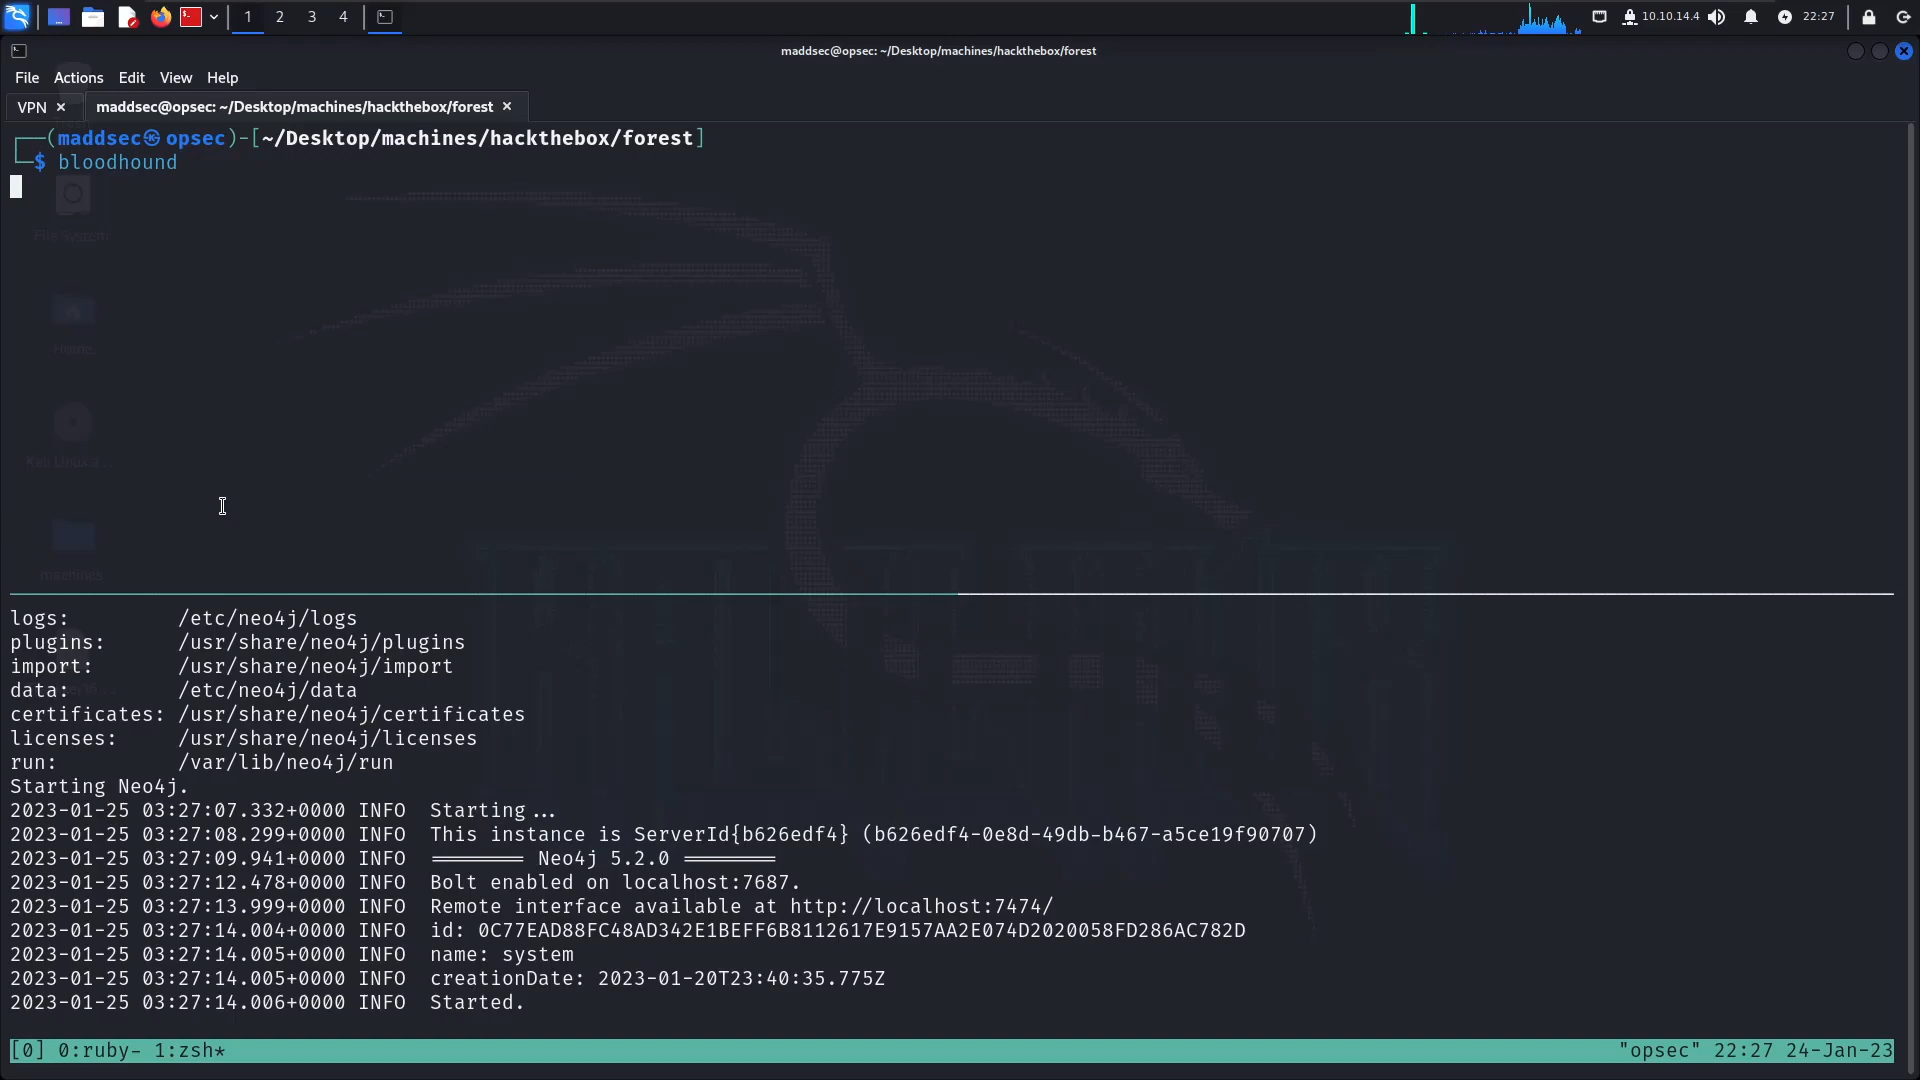 1 2 3 4 10.10.14.4 22:27
maddsec@opsec: ~/Desktop/machines/hackthebox/forest
File Actions Edit View Help
VPN × maddsec@opsec: ~/Desktop/machines/hackthebox/forest ×
┌──(maddsec㉿opsec)-[~/Desktop/machines/hackthebox/forest]
└─$ bloodhound
File System
Home
Kali Linux a...
machines
logs: /etc/neo4j/logs
plugins: /usr/share/neo4j/plugins
import: /usr/share/neo4j/import
data: /etc/neo4j/data
certificates: /usr/share/neo4j/certificates
licenses: /usr/share/neo4j/licenses
run: /var/lib/neo4j/run
Starting Neo4j.
2023-01-25 03:27:07.332+0000 INFO Starting...
2023-01-25 03:27:08.299+0000 INFO This instance is ServerId{b626edf4} (b626edf4-0e8d-49db-b467-a5ce19f90707)
2023-01-25 03:27:09.941+0000 INFO ======== Neo4j 5.2.0 ========
2023-01-25 03:27:12.478+0000 INFO Bolt enabled on localhost:7687.
2023-01-25 03:27:13.999+0000 INFO Remote interface available at http://localhost:7474/
2023-01-25 03:27:14.004+0000 INFO id: 0C77EAD88FC48AD342E1BEFF6B8112617E9157AA2E074D2020058FD286AC782D
2023-01-25 03:27:14.005+0000 INFO name: system
2023-01-25 03:27:14.005+0000 INFO creationDate: 2023-01-20T23:40:35.775Z
2023-01-25 03:27:14.006+0000 INFO Started.
[0] 0:ruby- 1:zsh* "opsec" 22:27 24-Jan-23